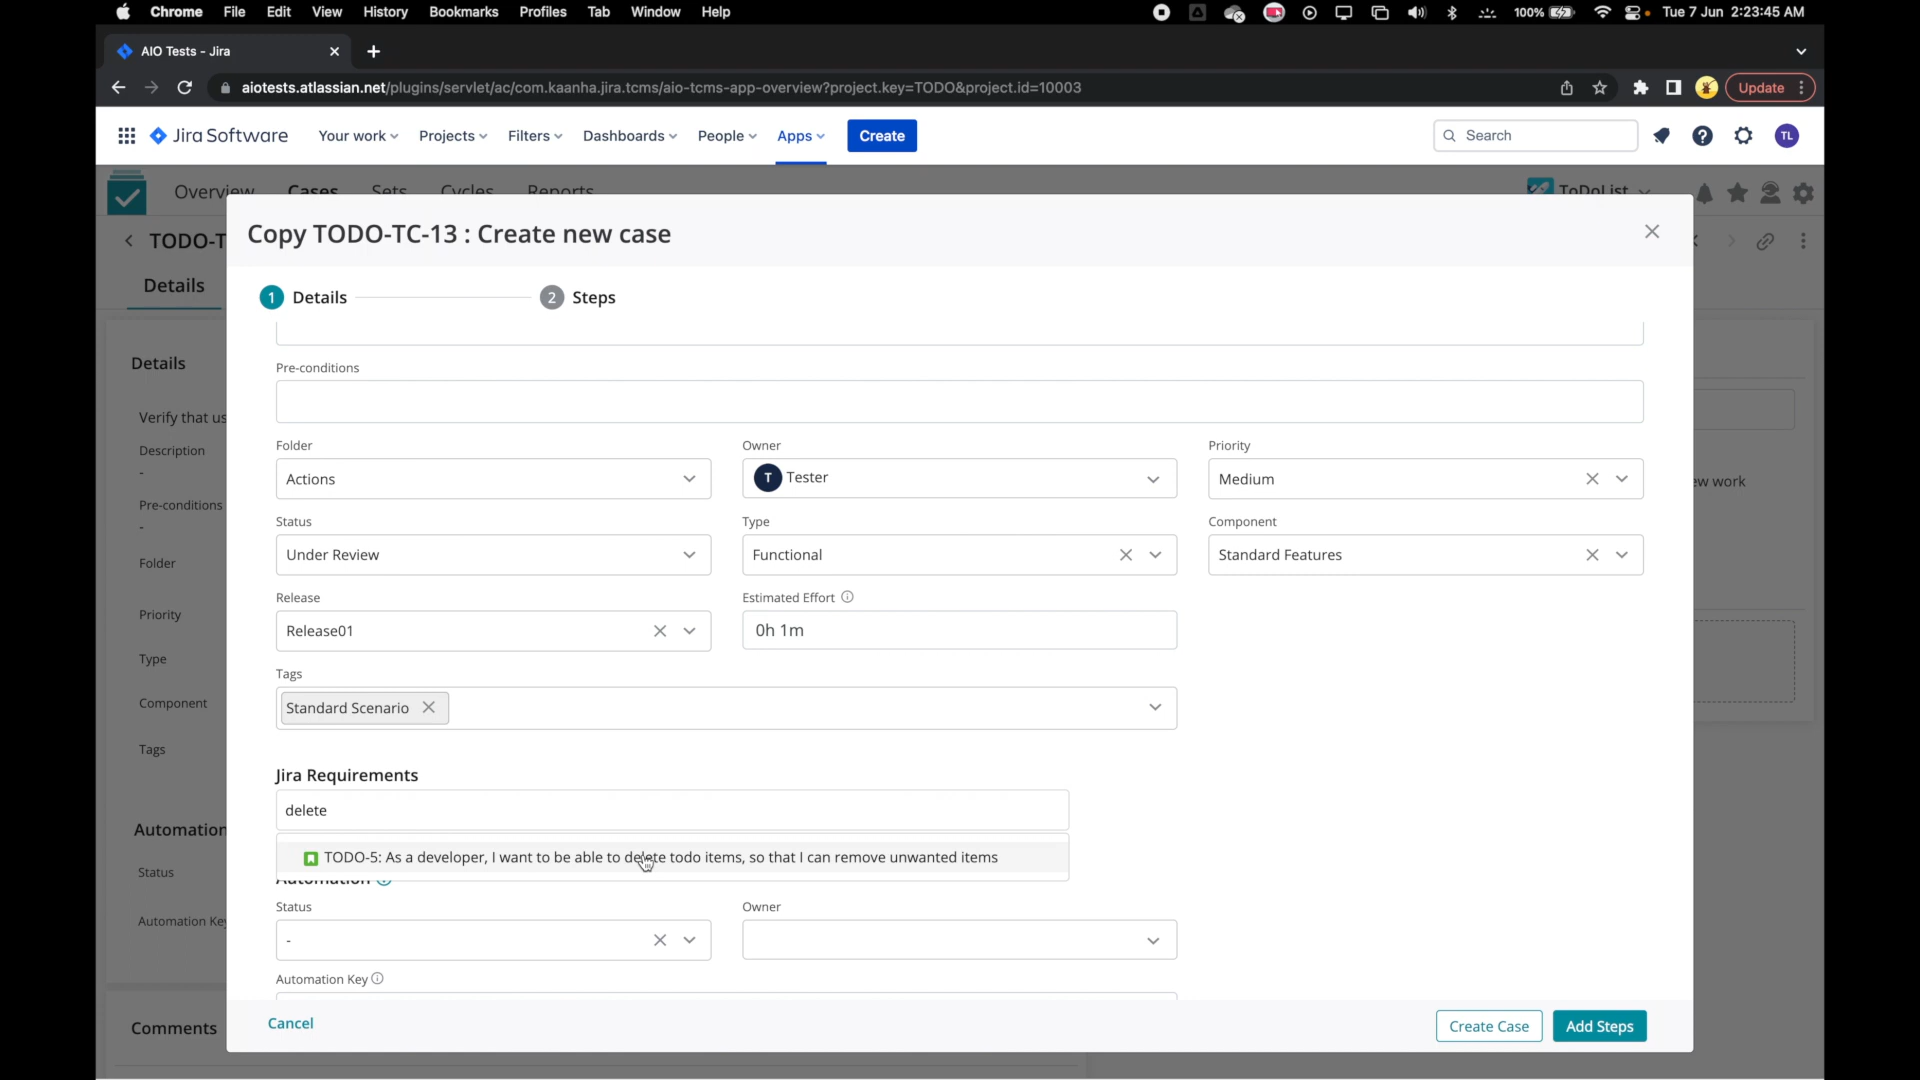 Chrome File Edit View History Bookmarks Profiles Tab Window Help 100% Tue 7 Jun 2:23:45 AM
AIO Tests - Jira
aiotests.atlassian.net/plugins/servlet/ac/com.kaanha.jira.tcms/aio-tcms-app-overview?project.key=TODO&project.id=10003 Update
Jira Software Your work Projects Filters Dashboards People Apps Create Search TL
Overview Cases Sets Cycles Reports ToDoList
TODO-T
Copy TODO-TC-13 : Create new case
Details
1 Details 2 Steps
Details
Pre-conditions
Verify that us
Description
-
Pre-conditions
-
Folder
Priority
Type
Component
Tags
Automation
Status
Automation Key
Comments
ew work
Folder Owner Priority
Actions T Tester Medium
Status Type Component
Under Review Functional Standard Features
Release Estimated Effort
Release01 0h 1m
Tags
Standard Scenario
Jira Requirements
delete
TODO-5: As a developer, I want to be able to delete todo items, so that I can remove unwanted items
Automation
Status Owner
-
Automation Key
Cancel Create Case Add Steps